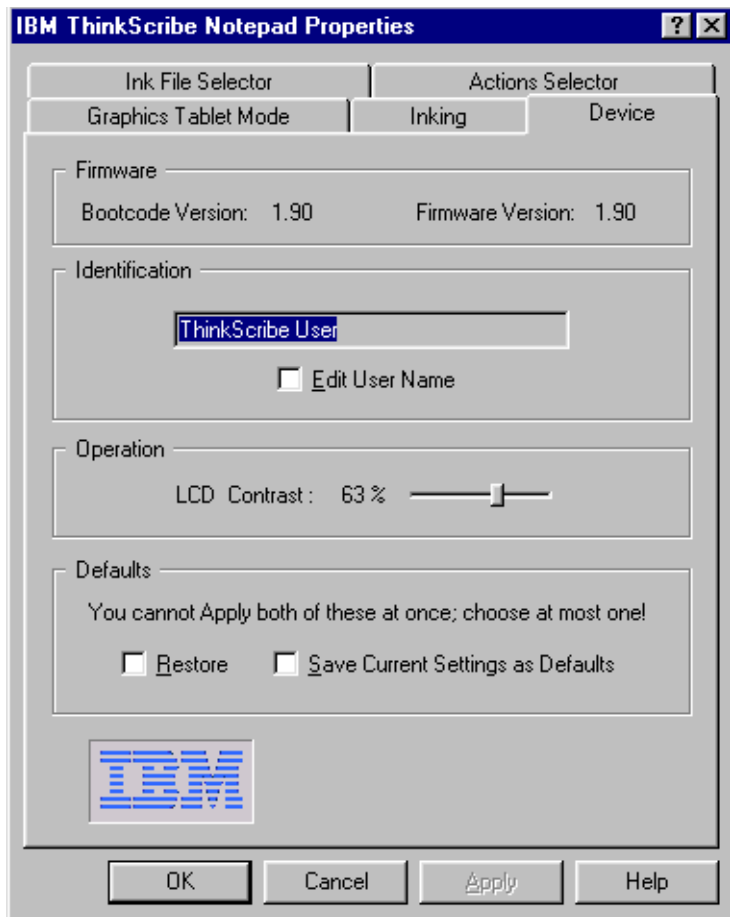 IBM ThinkScribe Notepad Properties
Ink File Selector Actions Selector
Graphics Tablet Mode Inking Device
Firmware
Bootcode Version: 1.90 Firmware Version: 1.90
Identification
ThinkScribe User
Edit User Name
Operation
LCD Contrast: 63 %
Defaults
You cannot Apply both of these at once; choose at most one!
Restore Save Current Settings as Defaults
IBM
OK Cancel Apply Help